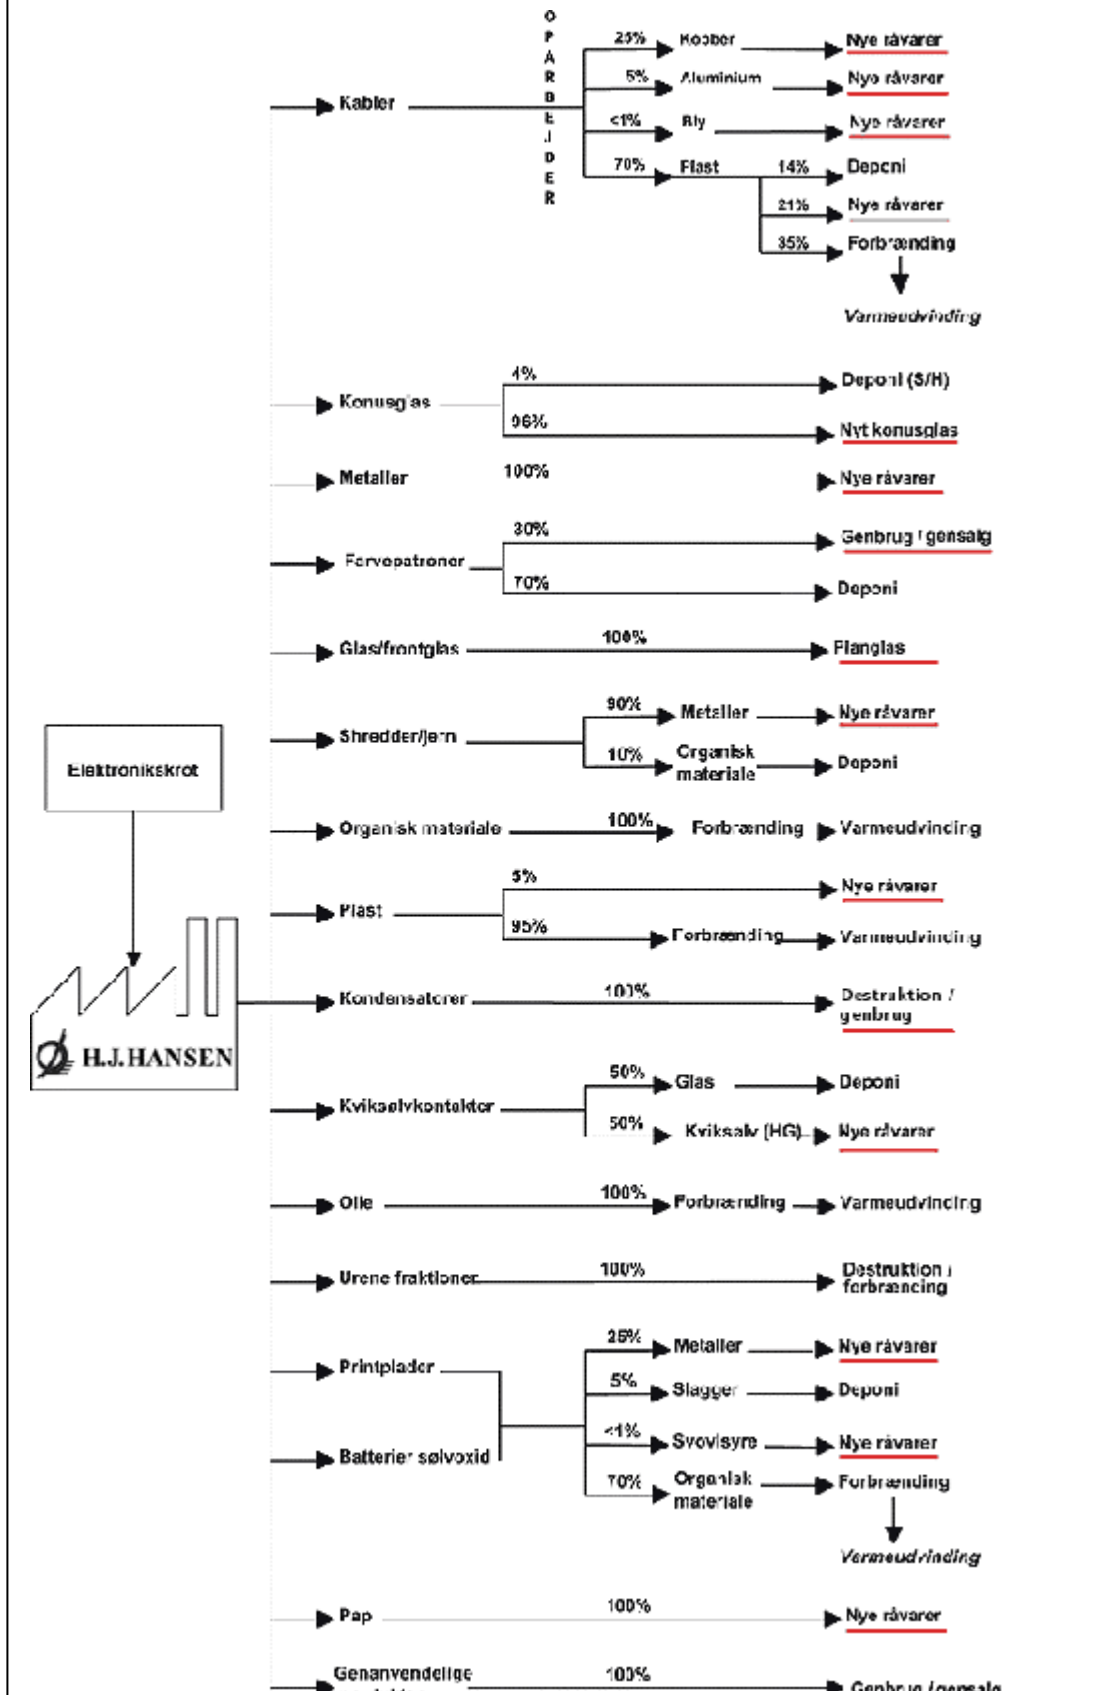 OPARBEJDER
25% Kobber Nye råvarer
5% Aluminium Nye råvarer
Kabler
<1% Bly Nye råvarer
70% Plast 14% Deponi
21% Nye råvarer
35% Forbrænding
Varmeudvinding
4% Deponi (S/H)
Konusglas
96% Nyt konusglas
Metaller 100% Nye råvarer
30% Genbrug / gensalg
Farvepatroner
70% Deponi
Glas/frontglas 100% Planglas
90% Metaller Nye råvarer
Shredder/jern
10% Organisk
materiale
Deponi
Elektronikskrot
Organisk materiale 100% Forbrænding Varmeudvinding
5% Nye råvarer
Plast
95% Forbrænding Varmeudvinding
Kondensatorer 100% Destruktion /
genbrug
H.J.HANSEN
50% Glas Deponi
Kviksølvkontakter
50% Kviksølv (HG) Nye råvarer
Olie 100% Forbrænding Varmeudvinding
Urene fraktioner 100% Destruktion /
forbrænding
25% Metaller Nye råvarer
Printplader
5% Slagger Deponi
<1% Svovlsyre Nye råvarer
Batterier sølvoxid
70% Organisk
materiale
Forbrænding
Varmeudvinding
Pap 100% Nye råvarer
Genanvendelige 100% Genbrug / gensalg